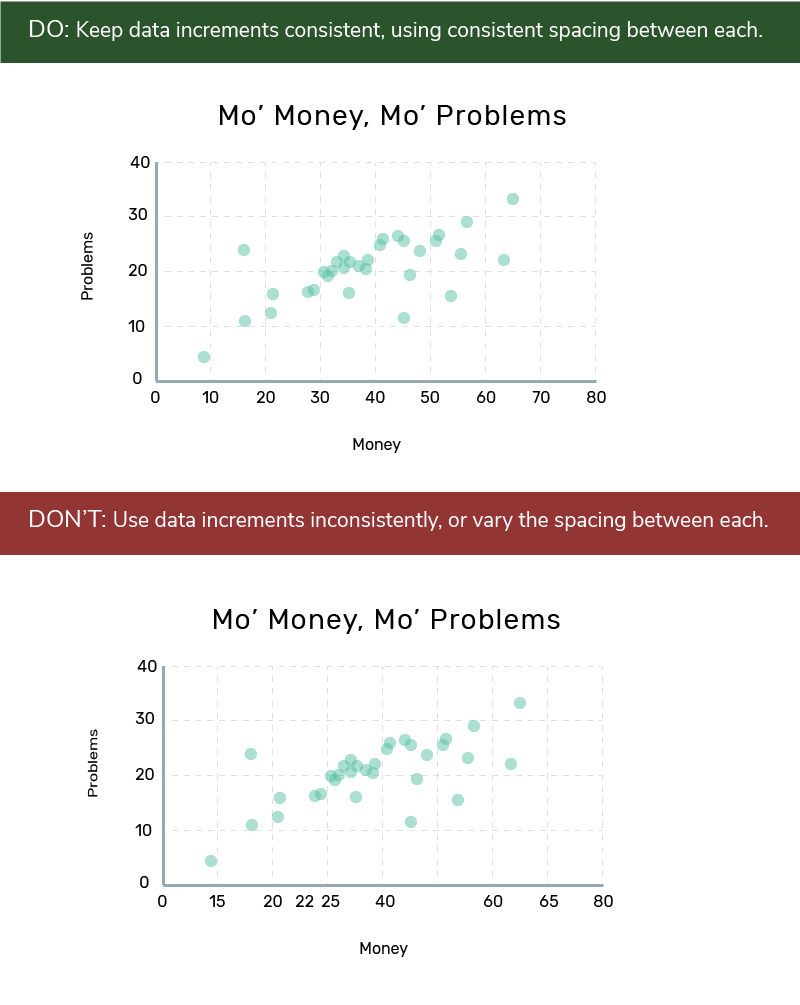 DO: Keep data increments consistent, using consistent spacing between each.
Mo’ Money, Mo’ Problems
40
30
20
10
0
Problems
0 10 20 30 40 50 60 70 80
Money
DON’T: Use data increments inconsistently, or vary the spacing between each.
Mo’ Money, Mo’ Problems
40
30
20
10
0
Problems
0 15 20 22 25 40 60 65 80
Money